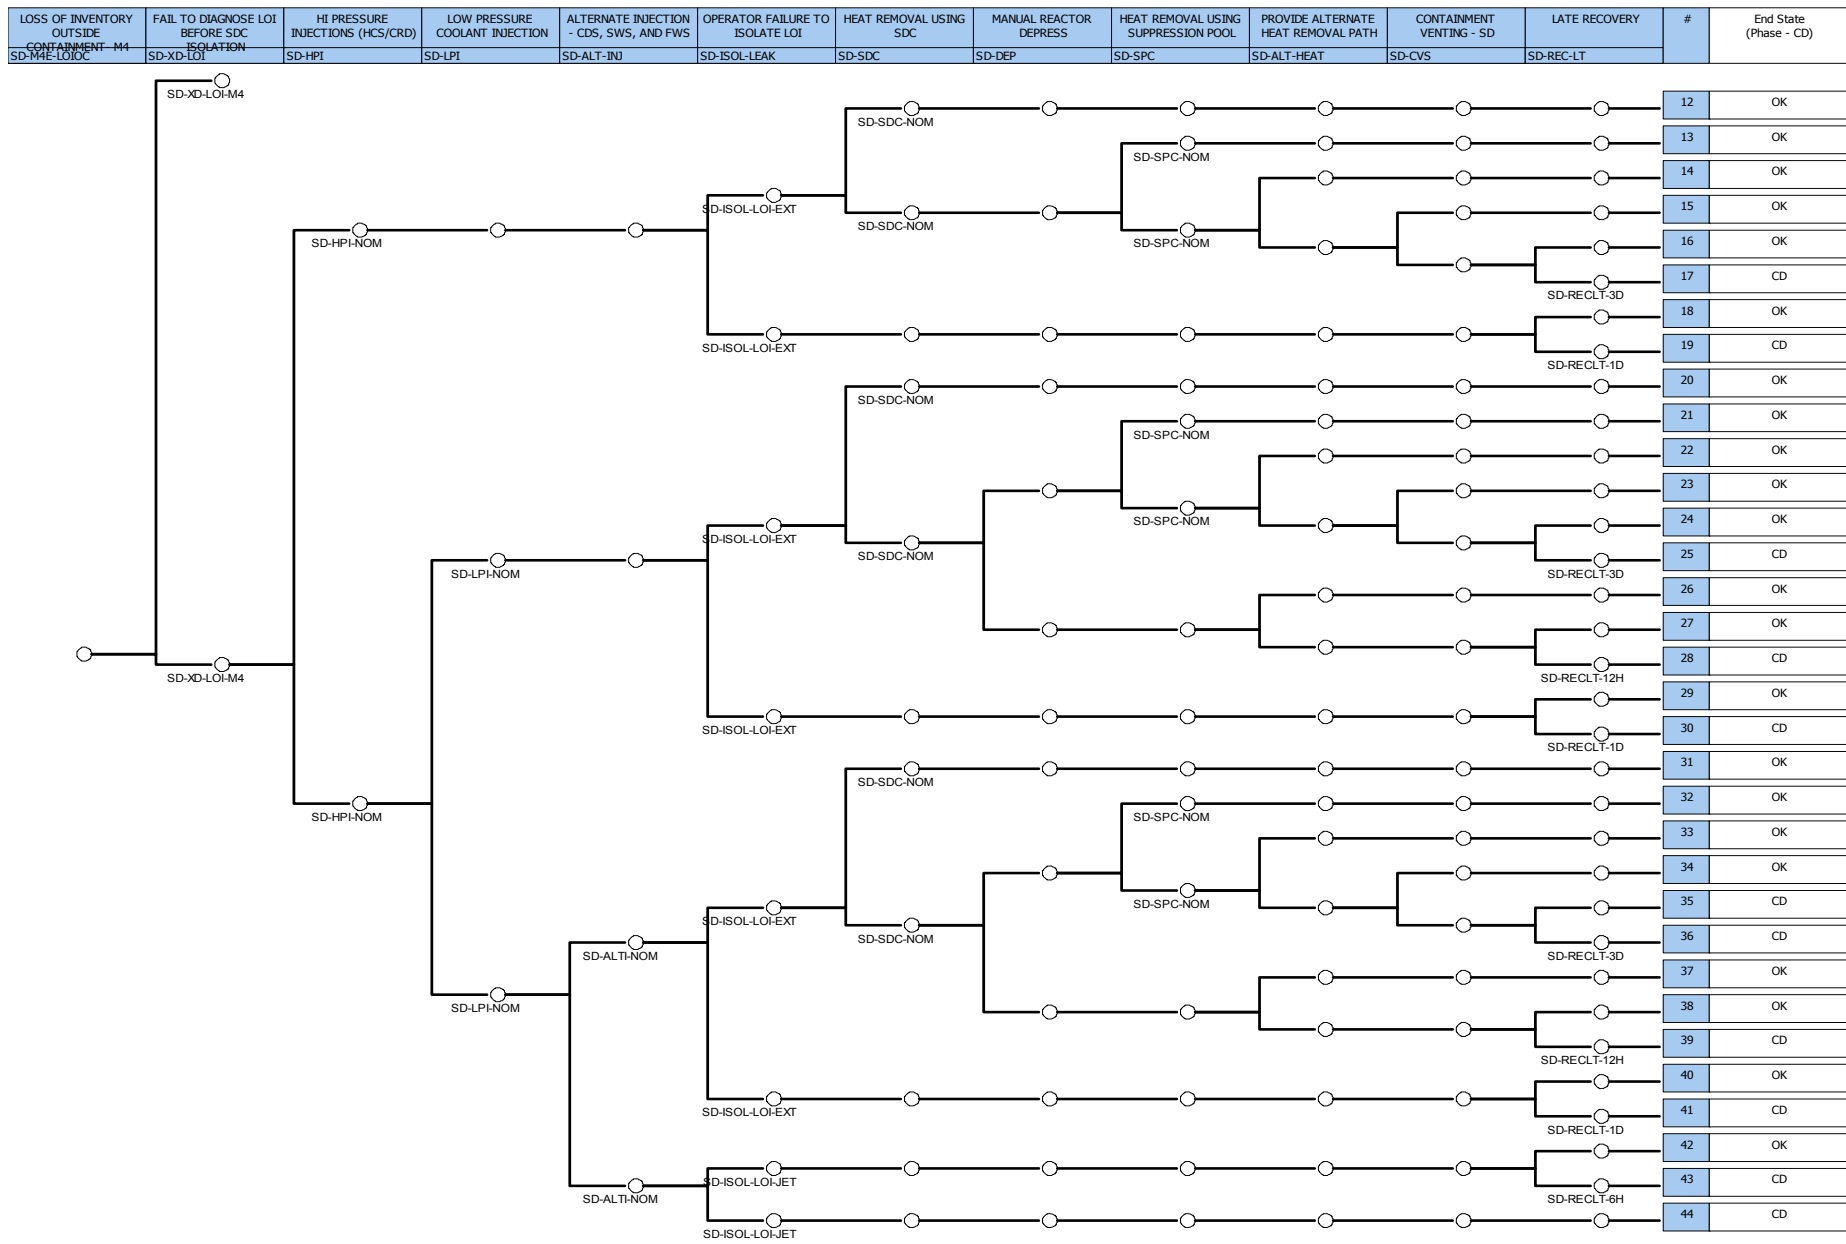 LOSS OF INVENTORY
OUTSIDE
CONTAINMENT- M4
FAIL TO DIAGNOSE LOI
BEFORE SDC
ISOLATION
HI PRESSURE
INJECTIONS (HCS/CRD)
LOW PRESSURE
COOLANT INJECTION
ALTERNATE INJECTION
- CDS, SWS, AND FWS
OPERATOR FAILURE TO
ISOLATE LOI
HEAT REMOVAL USING
SDC
MANUAL REACTOR
DEPRESS
HEAT REMOVAL USING
SUPPRESSION POOL
PROVIDE ALTERNATE
HEAT REMOVAL PATH
CONTAINMENT
VENTING - SD
LATE RECOVERY
#
End State
(Phase - CD)
SD-M4E-LOIOC
SD-XD-LOI
SD-HPI
SD-LPI
SD-ALT-INJ
SD-ISOL-LEAK
SD-SDC
SD-DEP
SD-SPC
SD-ALT-HEAT
SD-CVS
SD-REC-LT
SD-XD-LOI-M4
12 OK
SD-SDC-NOM
13 OK
SD-SPC-NOM
14 OK
SD-ISOL-LOI-EXT
15 OK
SD-SDC-NOM
SD-HPI-NOM
SD-SPC-NOM
16 OK
17 CD
SD-RECLT-3D
18 OK
SD-ISOL-LOI-EXT
19 CD
SD-RECLT-1D
20 OK
SD-SDC-NOM
21 OK
SD-SPC-NOM
22 OK
23 OK
SD-ISOL-LOI-EXT
SD-SPC-NOM
24 OK
SD-SDC-NOM
25 CD
SD-LPI-NOM
SD-RECLT-3D
26 OK
27 OK
28 CD
SD-XD-LOI-M4
SD-RECLT-12H
29 OK
SD-ISOL-LOI-EXT
30 CD
SD-RECLT-1D
31 OK
SD-SDC-NOM
32 OK
SD-HPI-NOM
SD-SPC-NOM
33 OK
34 OK
SD-ISOL-LOI-EXT
SD-SPC-NOM
35 CD
SD-SDC-NOM
36 CD
SD-ALTI-NOM
SD-RECLT-3D
37 OK
SD-LPI-NOM
38 OK
39 CD
SD-RECLT-12H
40 OK
SD-ISOL-LOI-EXT
41 CD
SD-RECLT-1D
42 OK
SD-ISOL-LOI-JET
43 CD
SD-ALTI-NOM
SD-RECLT-6H
44 CD
SD-ISOL-LOI-JET